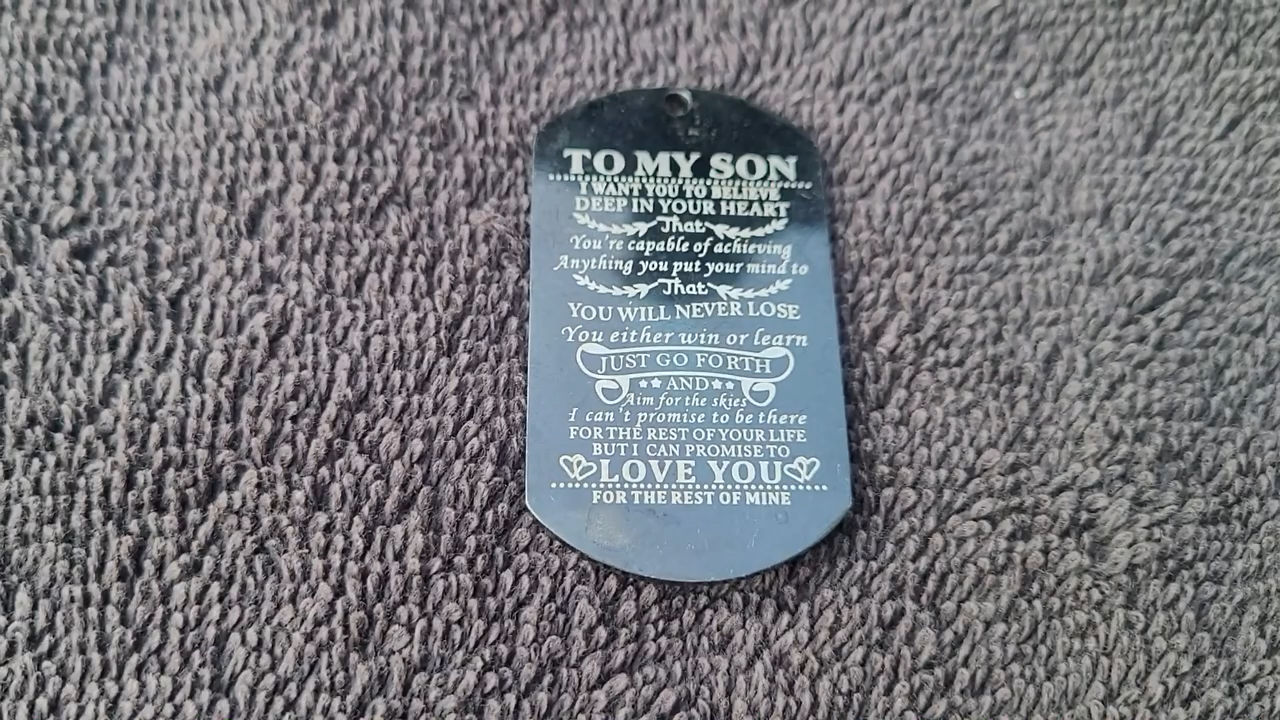 TO MY SON
I WANT YOU TO BELIEVE
DEEP IN YOUR HEART
That
You're capable of achieving
Anything you put your mind to
That
YOU WILL NEVER LOSE
You either win or learn
JUST GO FORTH
AND
Aim for the skies
I can't promise to be there
FOR THE REST OF YOUR LIFE
BUT I CAN PROMISE TO
LOVE YOU
FOR THE REST OF MINE